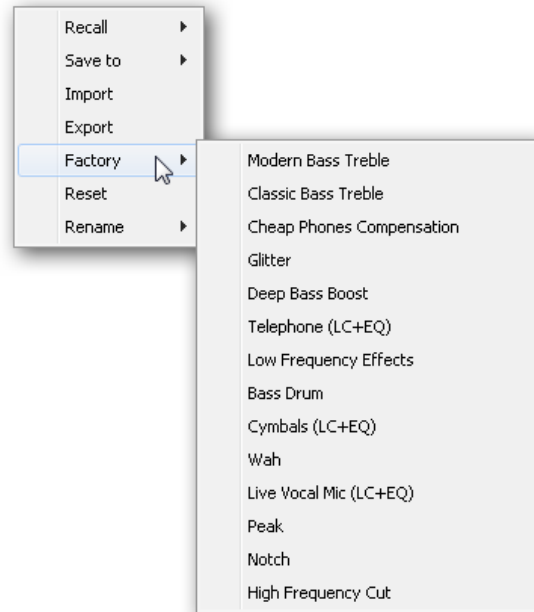 Recall
Save to
Import
Export
Factory
Reset
Rename
Modern Bass Treble
Classic Bass Treble
Cheap Phones Compensation
Glitter
Deep Bass Boost
Telephone (LC+EQ)
Low Frequency Effects
Bass Drum
Cymbals (LC+EQ)
Wah
Live Vocal Mic (LC+EQ)
Peak
Notch
High Frequency Cut